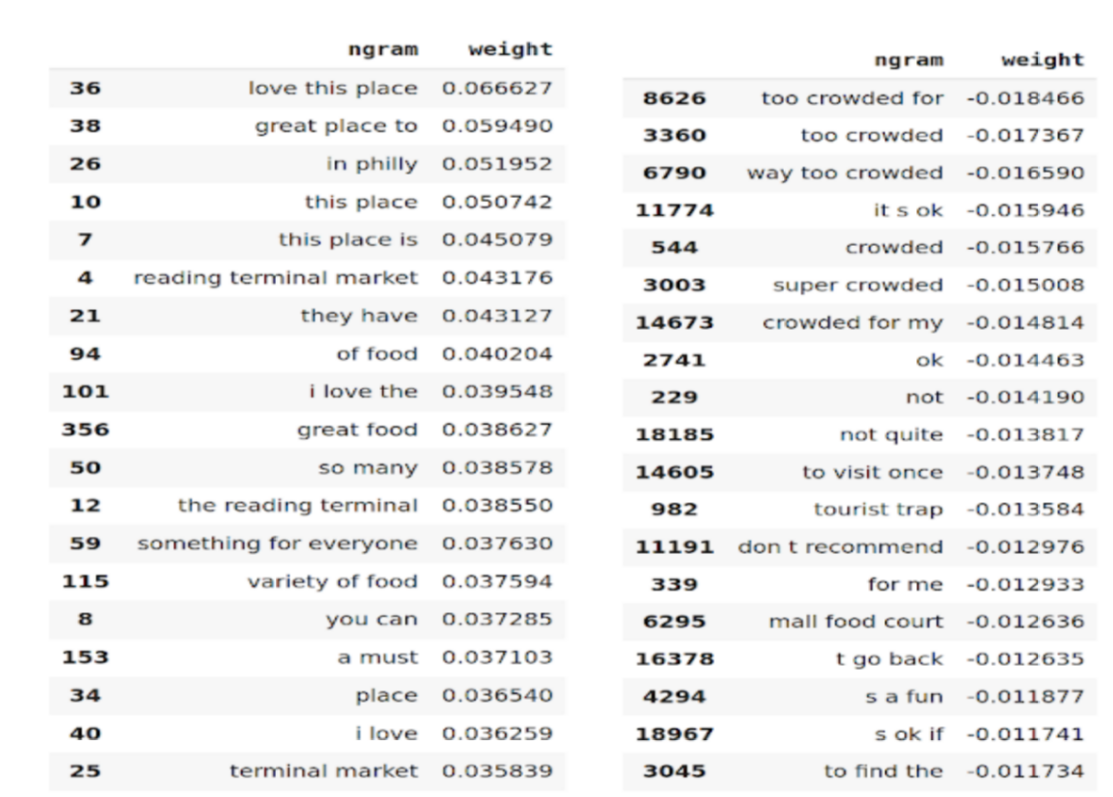 ngram weight
36 love this place 0.066627
38 great place to 0.059490
26 in philly 0.051952
10 this place 0.050742
7 this place is 0.045079
4 reading terminal market 0.043176
21 they have 0.043127
94 of food 0.040204
101 i love the 0.039548
356 great food 0.038627
50 so many 0.038578
12 the reading terminal 0.038550
59 something for everyone 0.037630
115 variety of food 0.037594
8 you can 0.037285
153 a must 0.037103
34 place 0.036540
40 i love 0.036259
25 terminal market 0.035839
ngram weight
8626 too crowded for -0.018466
3360 too crowded -0.017367
6790 way too crowded -0.016590
11774 it s ok -0.015946
544 crowded -0.015766
3003 super crowded -0.015008
14673 crowded for my -0.014814
2741 ok -0.014463
229 not -0.014190
18185 not quite -0.013817
14605 to visit once -0.013748
982 tourist trap -0.013584
11191 don t recommend -0.012976
339 for me -0.012933
6295 mall food court -0.012636
16378 t go back -0.012635
4294 s a fun -0.011877
18967 s ok if -0.011741
3045 to find the -0.011734